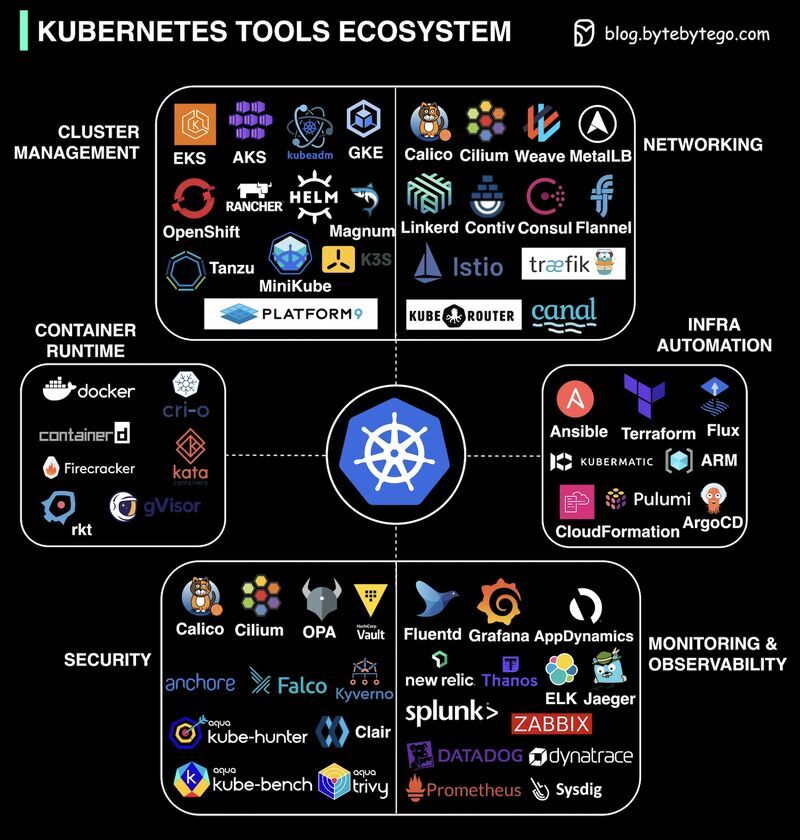 KUBERNETES TOOLS ECOSYSTEM
blog.bytebytego.com
CLUSTER
MANAGEMENT
EKS
AKS
kubeadm
GKE
OpenShift
RANCHER
HELM
Magnum
Tanzu
MiniKube
K3S
PLATFORM9
NETWORKING
Calico
Cilium
Weave
MetalLB
Linkerd
Contiv
Consul
Flannel
Istio
træfik
KUBE ROUTER
canal
CONTAINER
RUNTIME
docker
cri-o
containerd
Firecracker
kata
containers
rkt
gVisor
INFRA
AUTOMATION
Ansible
Terraform
Flux
KUBERMATIC
ARM
CloudFormation
Pulumi
ArgoCD
SECURITY
Calico
Cilium
OPA
HashiCorp
Vault
anchore
Falco
Kyverno
aqua
kube-hunter
Clair
aqua
kube-bench
aqua
trivy
MONITORING &
OBSERVABILITY
Fluentd
Grafana
AppDynamics
new relic
Thanos
ELK
Jaeger
splunk>
ZABBIX
DATADOG
dynatrace
Prometheus
Sysdig